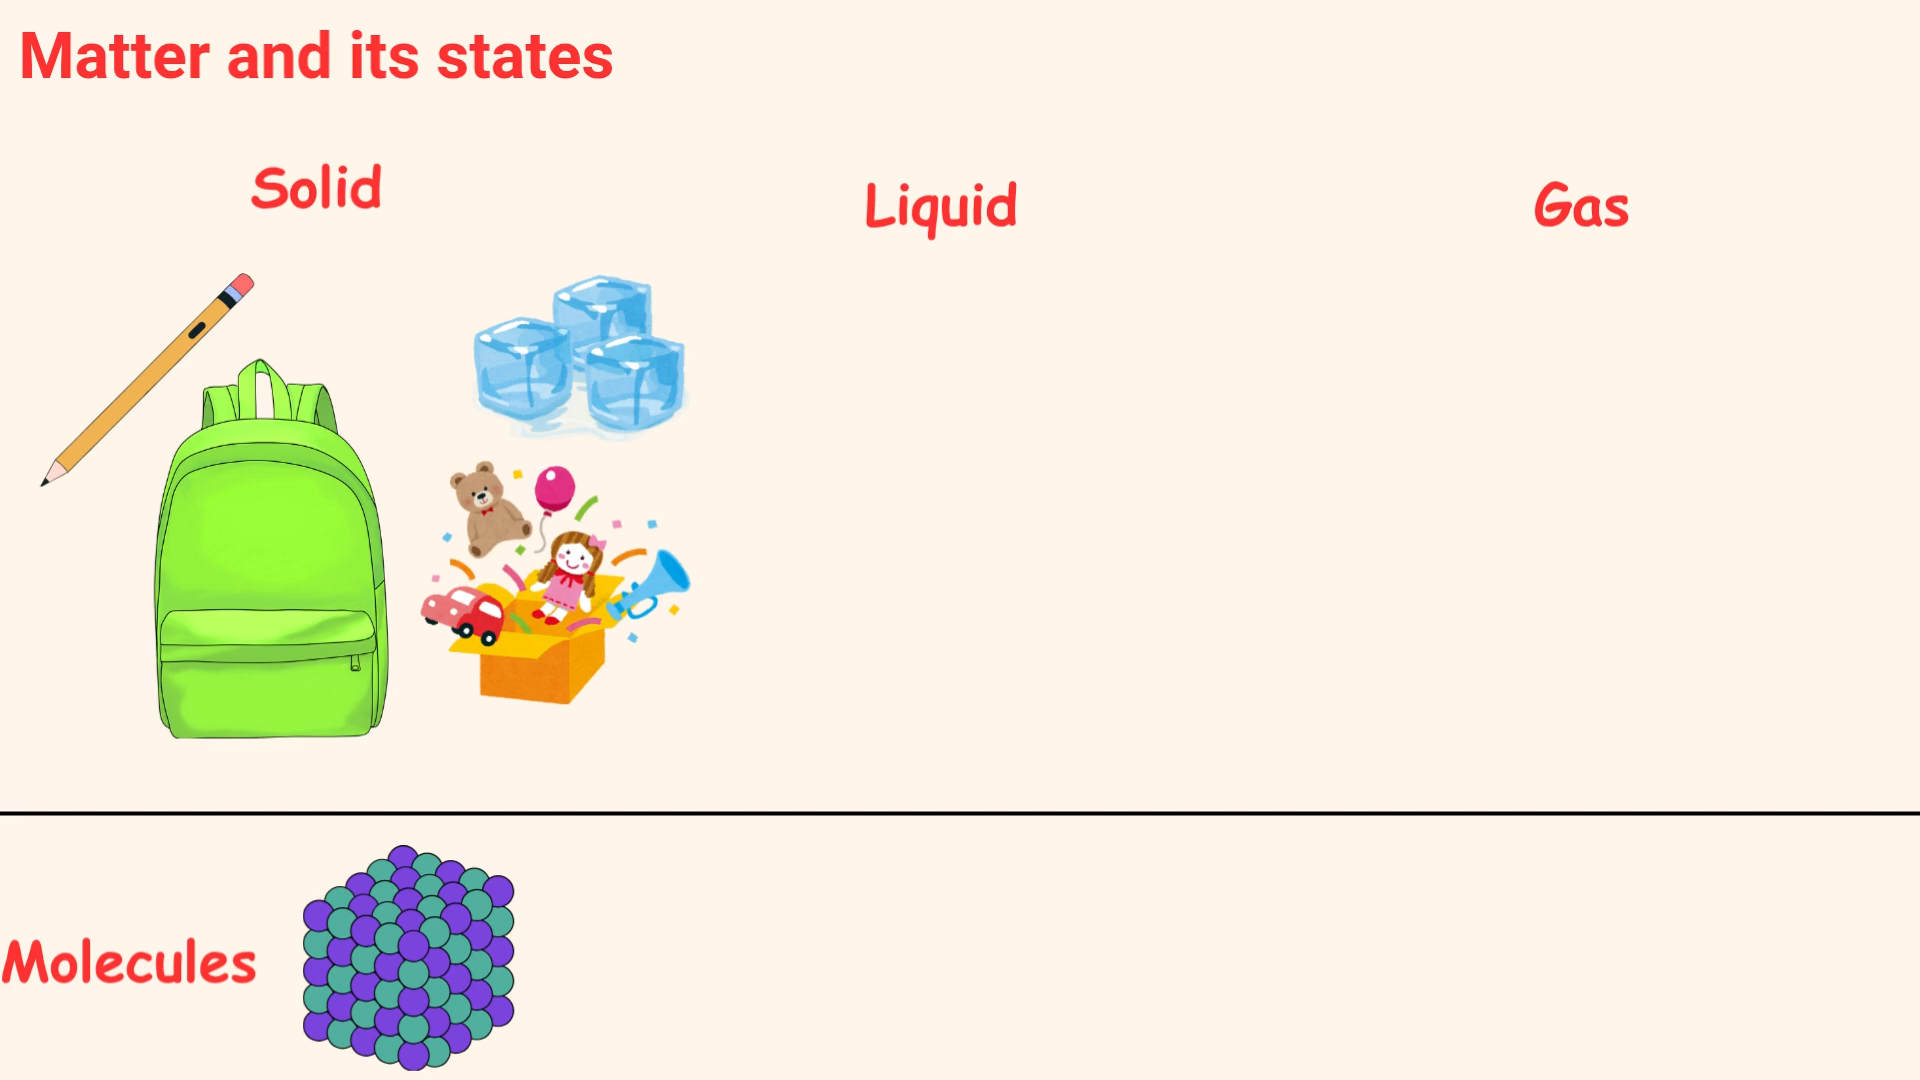 Matter and its states
Solid
Liquid
Gas
Molecules